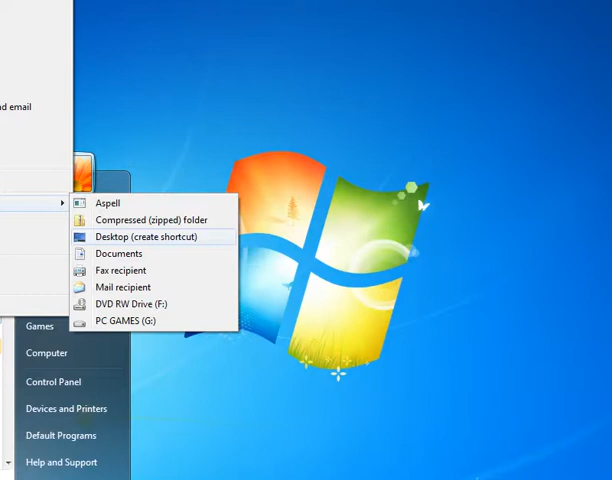 nd email
Aspell
Compressed (zipped) folder
Desktop (create shortcut)
Documents
Fax recipient
Mail recipient
DVD RW Drive (F:)
PC GAMES (G:)
Games
Computer
Control Panel
Devices and Printers
Default Programs
Help and Support